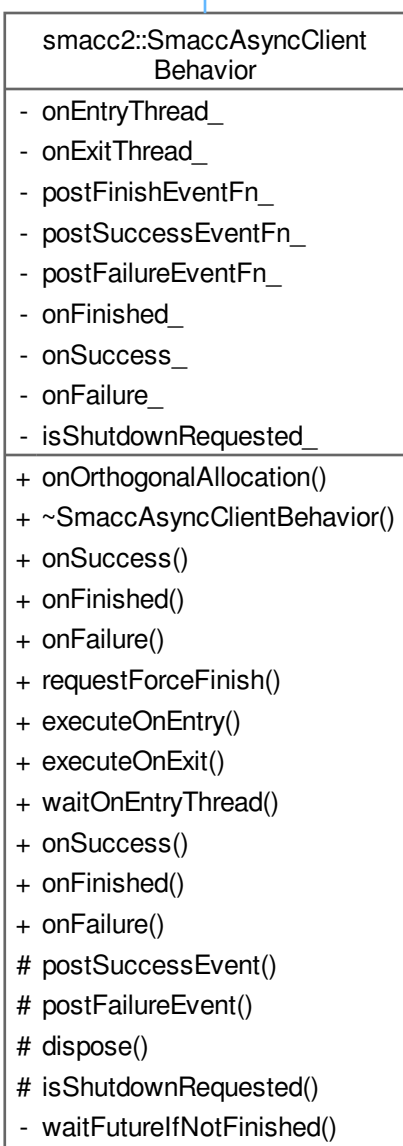 smacc2::SmaccAsyncClient
Behavior
- onEntryThread_
- onExitThread_
- postFinishEventFn_
- postSuccessEventFn_
- postFailureEventFn_
- onFinished_
- onSuccess_
- onFailure_
- isShutdownRequested_
+ onOrthogonalAllocation()
+ ~SmaccAsyncClientBehavior()
+ onSuccess()
+ onFinished()
+ onFailure()
+ requestForceFinish()
+ executeOnEntry()
+ executeOnExit()
+ waitOnEntryThread()
+ onSuccess()
+ onFinished()
+ onFailure()
# postSuccessEvent()
# postFailureEvent()
# dispose()
# isShutdownRequested()
- waitFutureIfNotFinished()